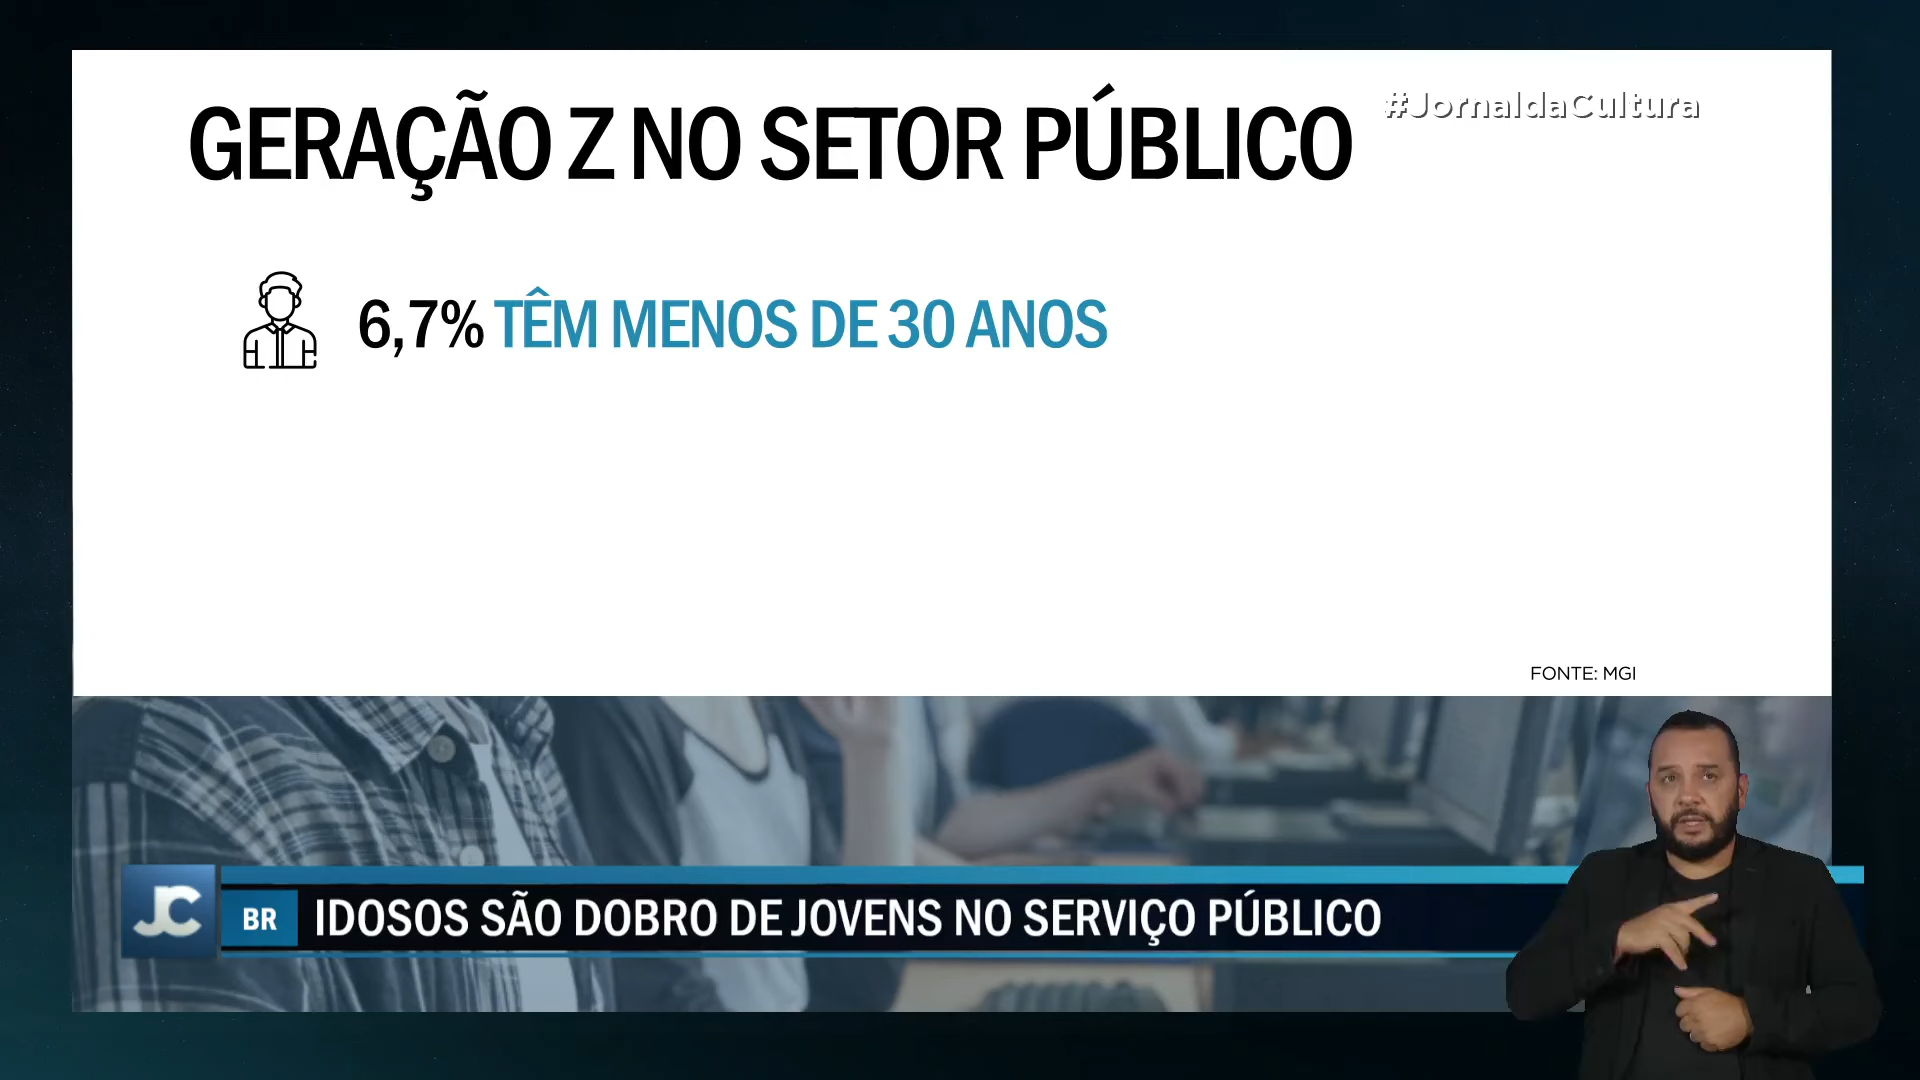 GERAÇÃO Z NO SETOR PÚBLICO
#JornaldaCultura
6,7% TÊM MENOS DE 30 ANOS
FONTE: MGI
JC
BR
IDOSOS SÃO DOBRO DE JOVENS NO SERVIÇO PÚBLICO